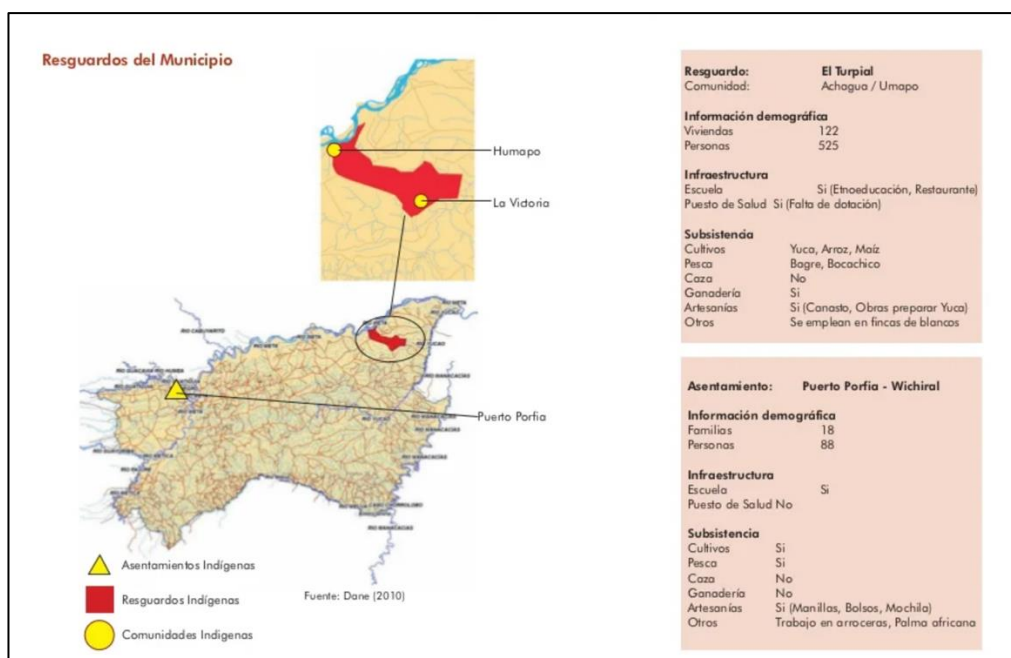 Resguardos del Municipio
Humapo
La Victoria
Puerto Porfia
Asentamientos Indígenas
Resguardos Indígenas
Comunidades Indigenas
Fuente: Dane (2010)
Resguardo: El Turpial
Comunidad: Achagua / Umapo
Información demográfica
Viviendas 122
Personas 525
Infraestructura
Escuela Si (Etnoeducación, Restaurante)
Puesto de Salud Si (Falta de dotación)
Subsistencia
Cultivos Yuca, Arroz, Maíz
Pesca Bagre, Bocachico
Caza No
Ganadería Si
Artesanías Si (Canasto, Obras preparar Yuca)
Otros Se emplean en fincas de blancos
Asentamiento: Puerto Porfia - Wichiral
Información demográfica
Familias 18
Personas 88
Infraestructura
Escuela Si
Puesto de Salud No
Subsistencia
Cultivos Si
Pesca Si
Caza No
Ganadería No
Artesanías Si (Manillas, Bolsos, Mochila)
Otros Trabajo en arroceras, Palma africana